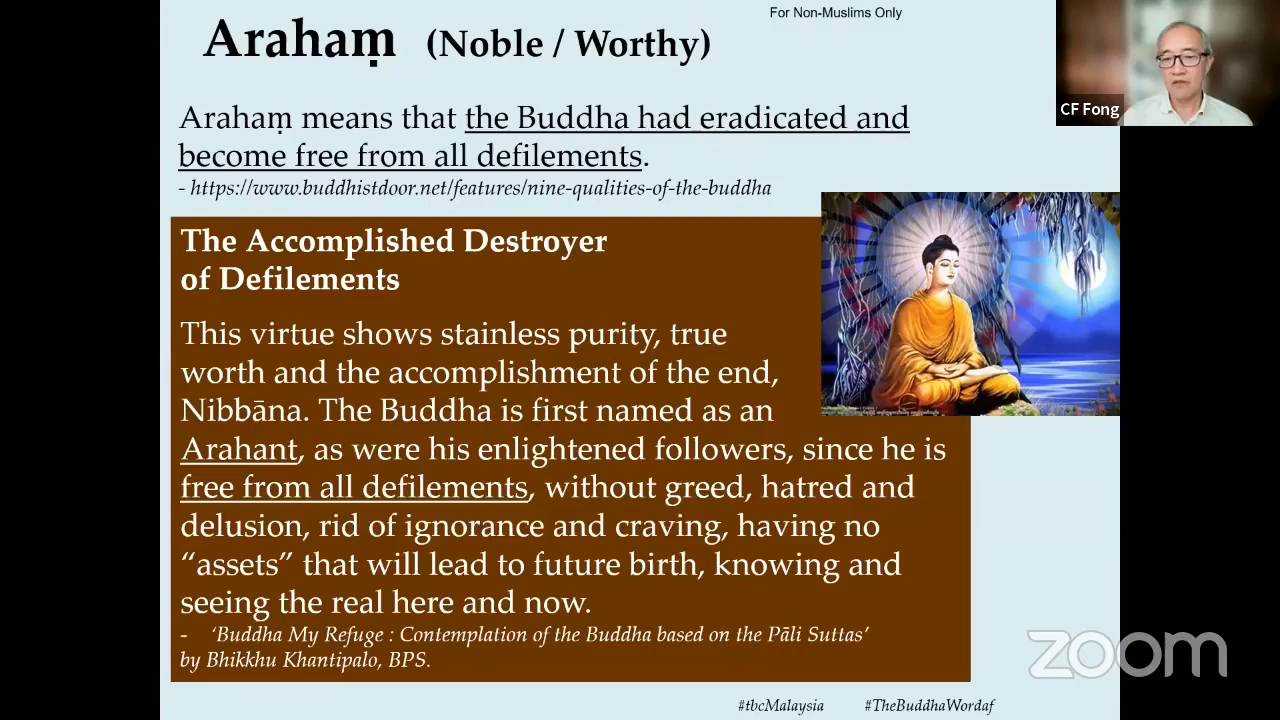 For Non-Muslims Only
Arahaṃ (Noble / Worthy)
CF Fong
Arahaṃ means that the Buddha had eradicated and
become free from all defilements.
- https://www.buddhistdoor.net/features/nine-qualities-of-the-buddha
The Accomplished Destroyer
of Defilements
This virtue shows stainless purity, true
worth and the accomplishment of the end,
Nibbāna. The Buddha is first named as an
Arahant, as were his enlightened followers, since he is
free from all defilements, without greed, hatred and
delusion, rid of ignorance and craving, having no
“assets” that will lead to future birth, knowing and
seeing the real here and now.
- ‘Buddha My Refuge : Contemplation of the Buddha based on the Pāli Suttas’
by Bhikkhu Khantipalo, BPS.
zoom
#tbcMalaysia #TheBuddhaWordaf